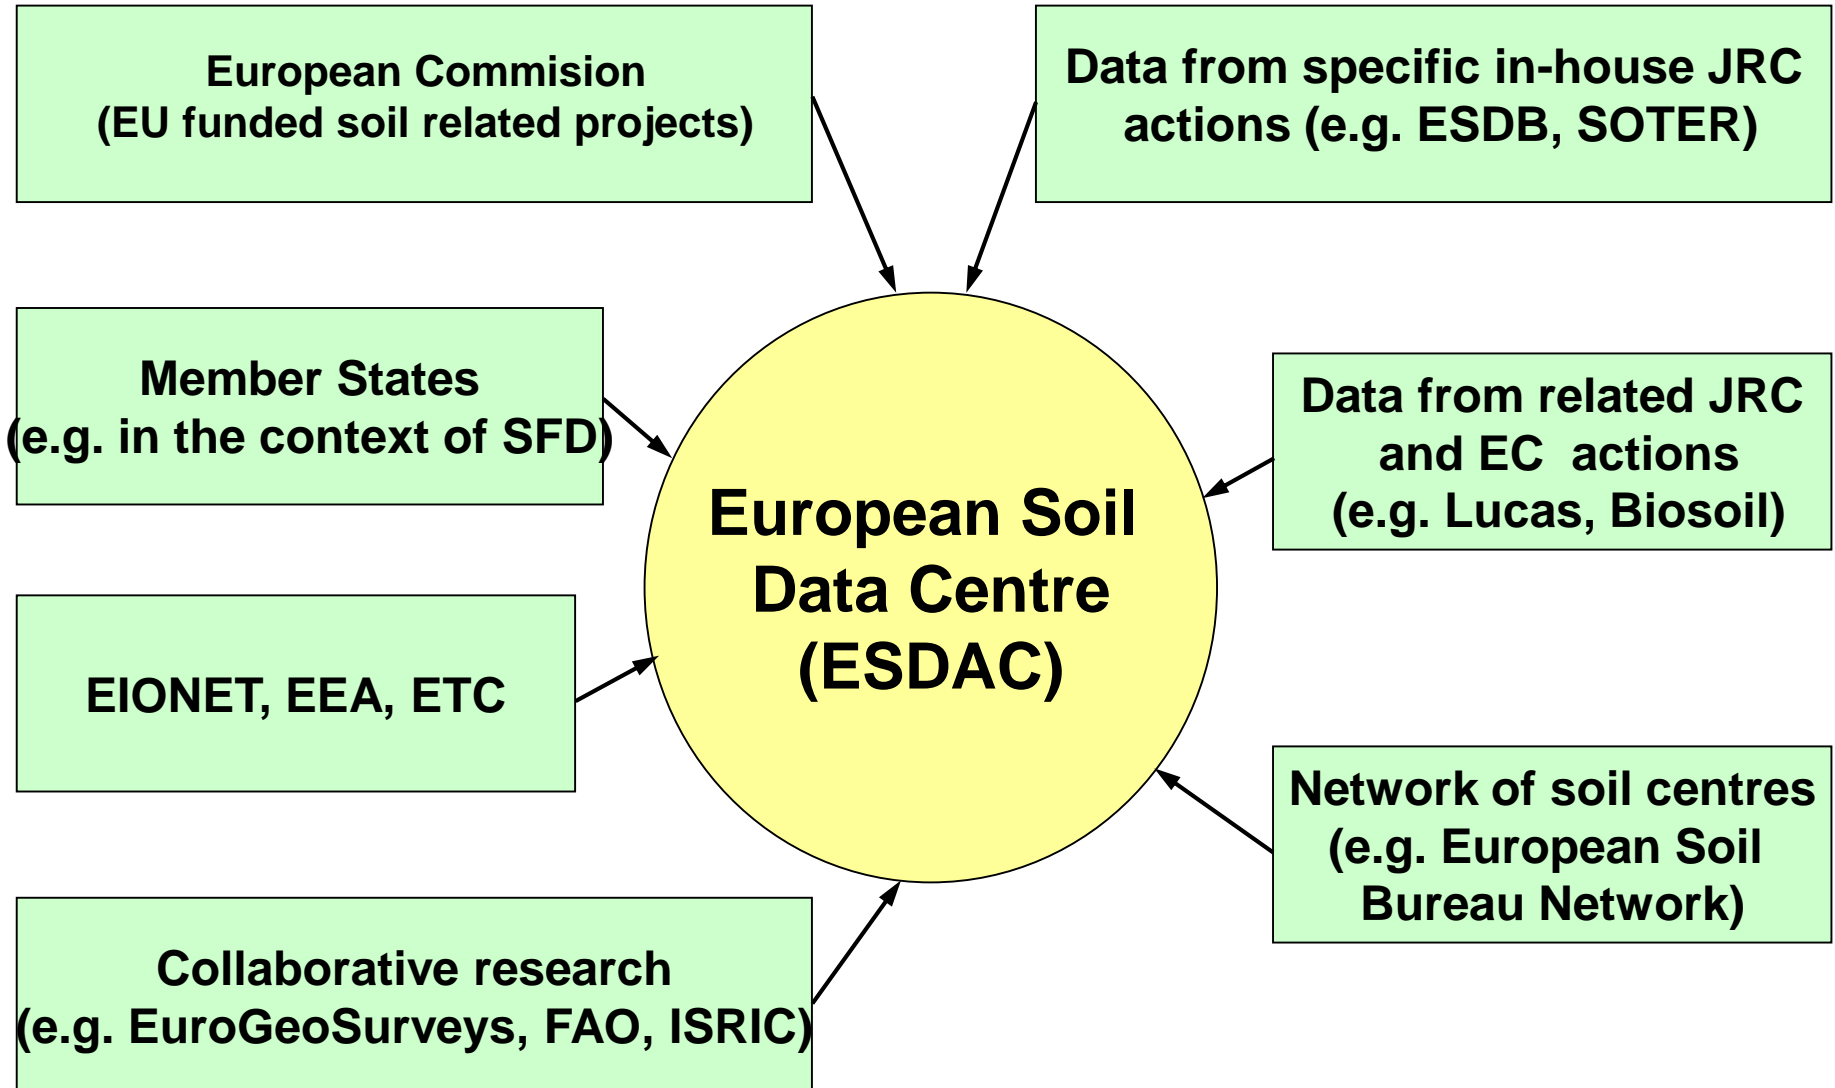 European Commision
(EU funded soil related projects)
Data from specific in-house JRC
actions (e.g. ESDB, SOTER)
Member States
(e.g. in the context of SFD)
Data from related JRC
and EC actions
(e.g. Lucas, Biosoil)
European Soil
Data Centre
(ESDAC)
EIONET, EEA, ETC
Network of soil centres
(e.g. European Soil
Bureau Network)
Collaborative research
(e.g. EuroGeoSurveys, FAO, ISRIC)